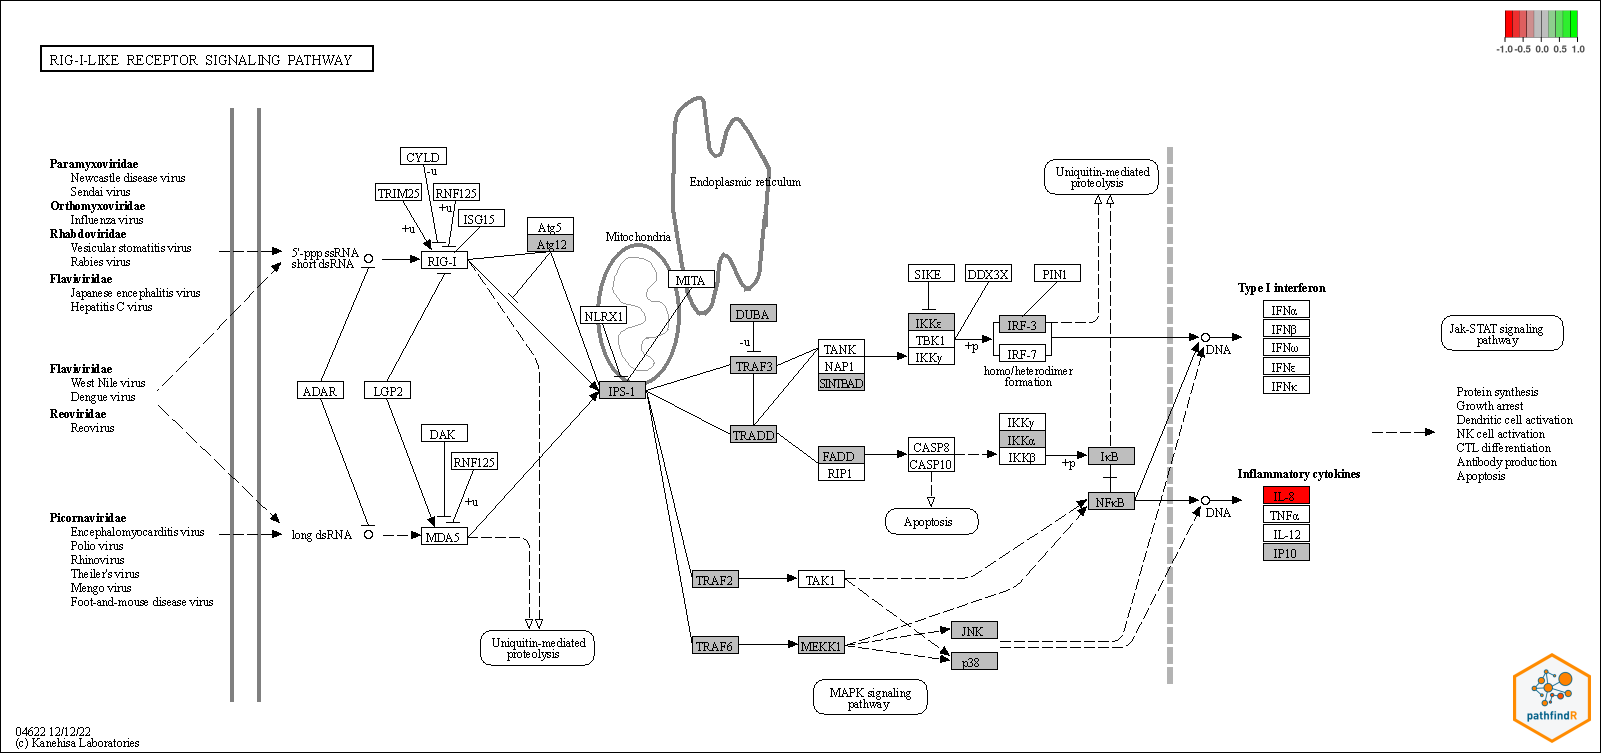 RIG-I-LIKE RECEPTOR SIGNALING PATHWAY
-1.0 -0.5 0.0 0.5 1.0
Paramyxoviridae
Newcastle disease virus
Sendai virus
Orthomyxoviridae
Influenza virus
Rhabdoviridae
Vesicular stomatitis virus
Rabies virus
Flaviviridae
Japanese encephalitis virus
Hepatitis C virus
Flaviviridae
West Nile virus
Dengue virus
Reoviridae
Reovirus
Picornaviridae
Encephalomyocarditis virus
Polio virus
Rhinovirus
Theiler's virus
Mengo virus
Foot-and-mouse disease virus
5'-ppp ssRNA
short dsRNA
long dsRNA
ADAR
LGP2
CYLD
-u
TRIM25
RNF125
+u
+u
ISG15
RIG-I
Atg5
Atg12
DAK
RNF125
+u
MDA5
Uniquitin-mediated
proteolysis
Mitochondria
Endoplasmic reticulum
NLRX1
MITA
IPS-1
DUBA
-u
TRAF3
TRADD
TANK
NAP1
SINTBAD
FADD
RIP1
TRAF2
TAK1
TRAF6
MEKK1
JNK
p38
MAPK signaling
pathway
SIKE
DDX3X
PIN1
IKKε
TBK1
IKKγ
+p
IRF-3
IRF-7
homo/heterodimer
formation
Uniquitin-mediated
proteolysis
CASP8
CASP10
Apoptosis
IKKγ
IKKα
IKKβ
+p
IκB
NFκB
DNA
DNA
Type I interferon
IFNα
IFNβ
IFNω
IFNε
IFNκ
Inflammatory cytokines
IL-8
TNFα
IL-12
IP10
Jak-STAT signaling
pathway
Protein synthesis
Growth arrest
Dendritic cell activation
NK cell activation
CTL differentiation
Antibody production
Apoptosis
04622 12/12/22
(c) Kanehisa Laboratories
pathfindR